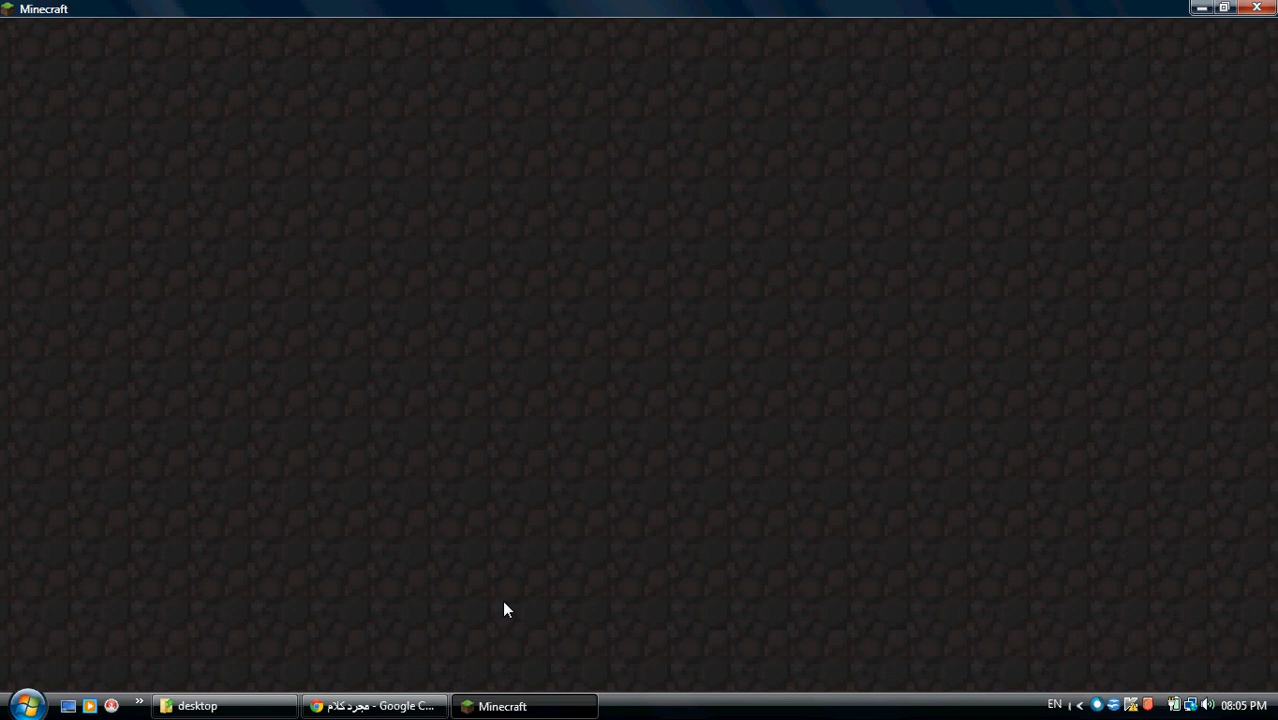 Minecraft
desktop
مجرد كلام - Google C...
Minecraft
EN
08:05 PM